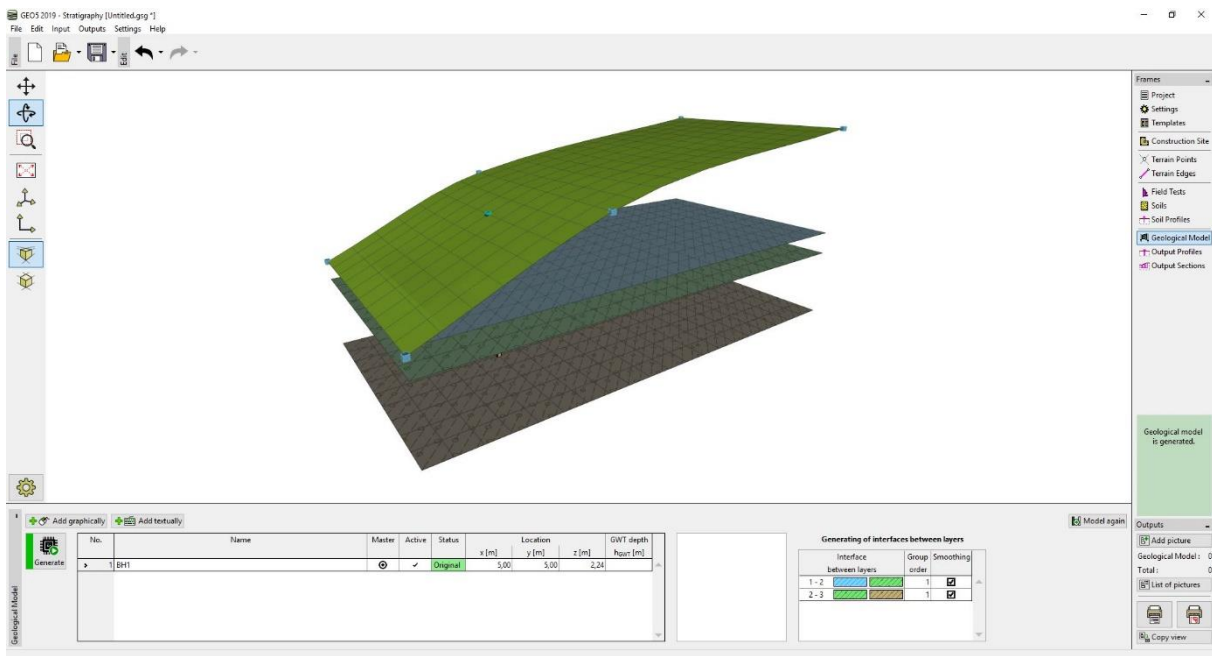 GEO5 2019 - Stratigraphy [Untitled.gsg *]
File Edit Input Outputs Settings Help
File
Edit
Frames
Project
Settings
Templates
Construction Site
Terrain Points
Terrain Edges
Field Tests
Soils
Soil Profiles
Geological Model
Output Profiles
Output Sections
Geological model
is generated.
Add graphically Add textually Model again
Generate
No. Name Master Active Status Location GWT depth
x [m] y [m] z [m] hGWT [m]
1 BH1 Original 5,00 5,00 2,24
Generating of interfaces between layers
Interface Group Smoothing
between layers order
1 - 2 1
2 - 3 1
Geological Model
Outputs
Add picture
Geological Model : 0
Total : 0
List of pictures
Copy view